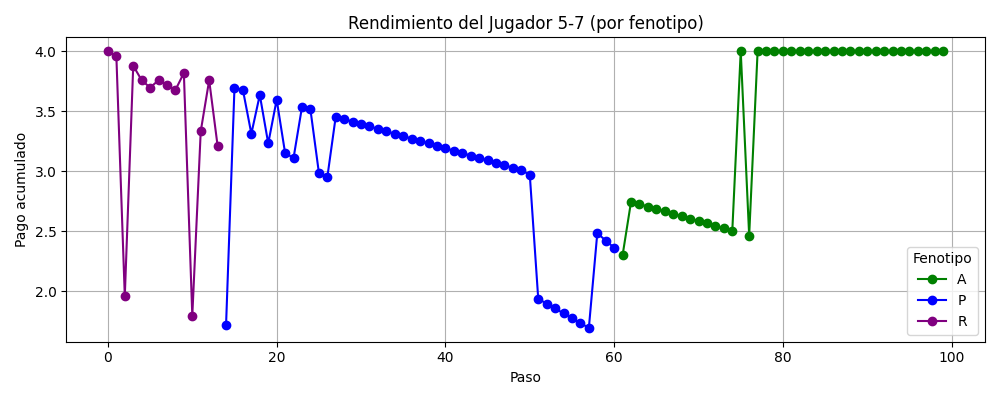 Rendimiento del Jugador 5-7 (por fenotipo)
Pago acumulado
4.0
3.5
3.0
2.5
2.0
0
20
40
60
80
100
Paso
Fenotipo
A
P
R